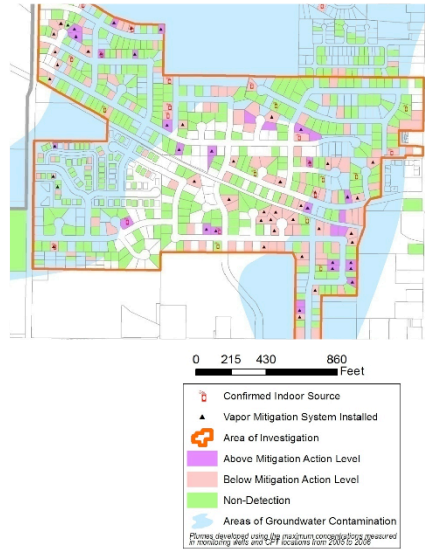 0 215 430 860
Feet
Confirmed Indoor Source
Vapor Mitigation System Installed
Area of Investigation
Above Mitigation Action Level
Below Mitigation Action Level
Non-Detection
Areas of Groundwater Contamination
Plumes developed using the maximum concentrations measured
in monitoring wells and CPT locations from 2005 to 2006